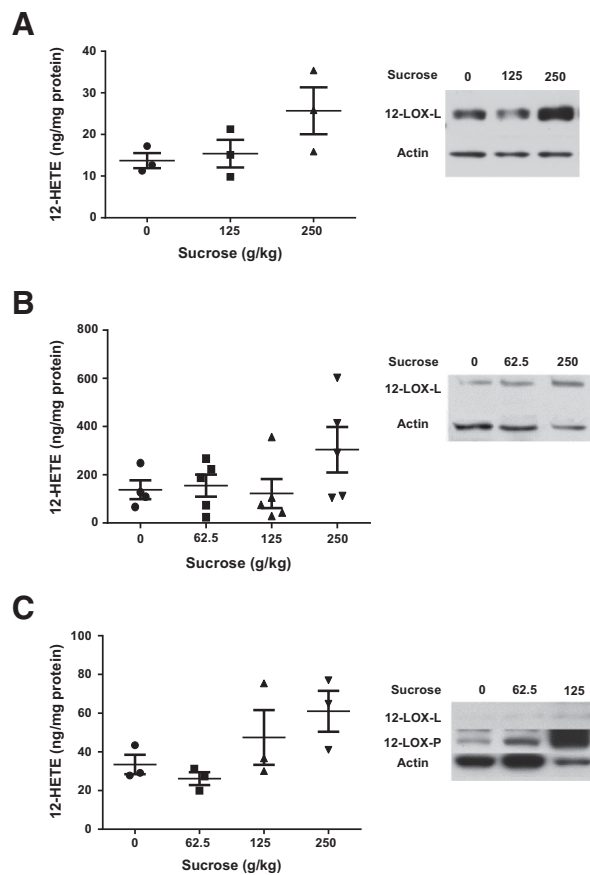 A
12-HETE (ng/mg protein)
40
30
20
10
0
0 125 250
Sucrose (g/kg)
Sucrose 0 125 250
12-LOX-L
Actin
B
12-HETE (ng/mg protein)
800
600
400
200
0
0 62.5 125 250
Sucrose (g/kg)
Sucrose 0 62.5 250
12-LOX-L
Actin
C
12-HETE (ng/mg protein)
100
80
60
40
20
0
0 62.5 125 250
Sucrose (g/kg)
Sucrose 0 62.5 125
12-LOX-L
12-LOX-P
Actin